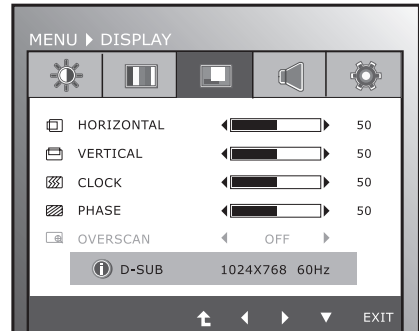 MENU ▶ DISPLAY
HORIZONTAL 50
VERTICAL 50
CLOCK 50
PHASE 50
OVERSCAN OFF
D-SUB 1024X768 60Hz
EXIT